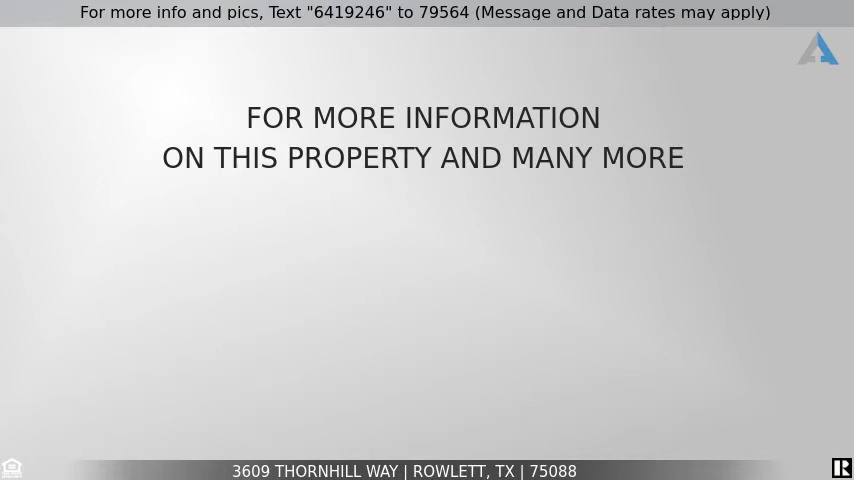 For more info and pics, Text "6419246" to 79564 (Message and Data rates may apply)
FOR MORE INFORMATION
ON THIS PROPERTY AND MANY MORE
3609 THORNHILL WAY | ROWLETT, TX | 75088